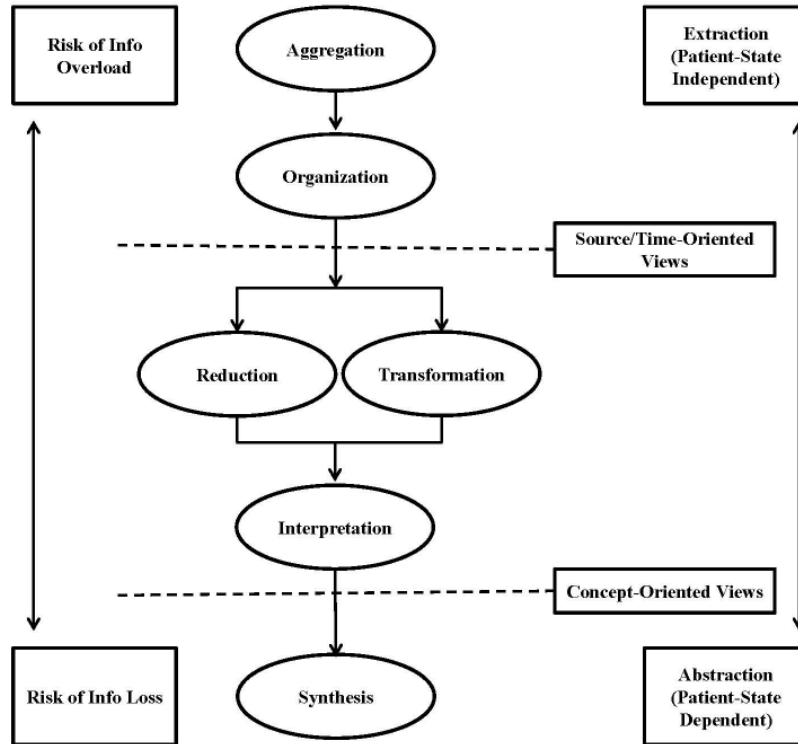 Risk of Info
Overload
Aggregation
Extraction
(Patient-State
Independent)
Organization
Source/Time-Oriented
Views
Reduction
Transformation
Interpretation
Concept-Oriented Views
Risk of Info Loss
Synthesis
Abstraction
(Patient-State
Dependent)